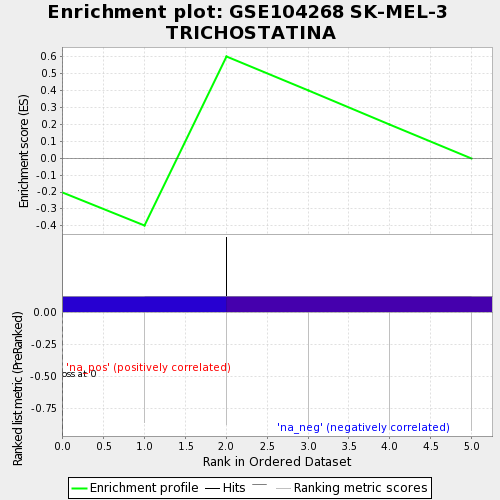 Enrichment plot: GSE104268 SK-MEL-3
TRICHOSTATINA
Enrichment score (ES)
0.6
0.5
0.4
0.3
0.2
0.1
0.0
-0.1
-0.2
-0.3
-0.4
Ranked list metric (PreRanked)
0.00
-0.25
-0.50
-0.75
'na_pos' (positively correlated)
'na_neg' (negatively correlated)
0.0 0.5 1.0 1.5 2.0 2.5 3.0 3.5 4.0 4.5 5.0
Rank in Ordered Dataset
Enrichment profile Hits Ranking metric scores